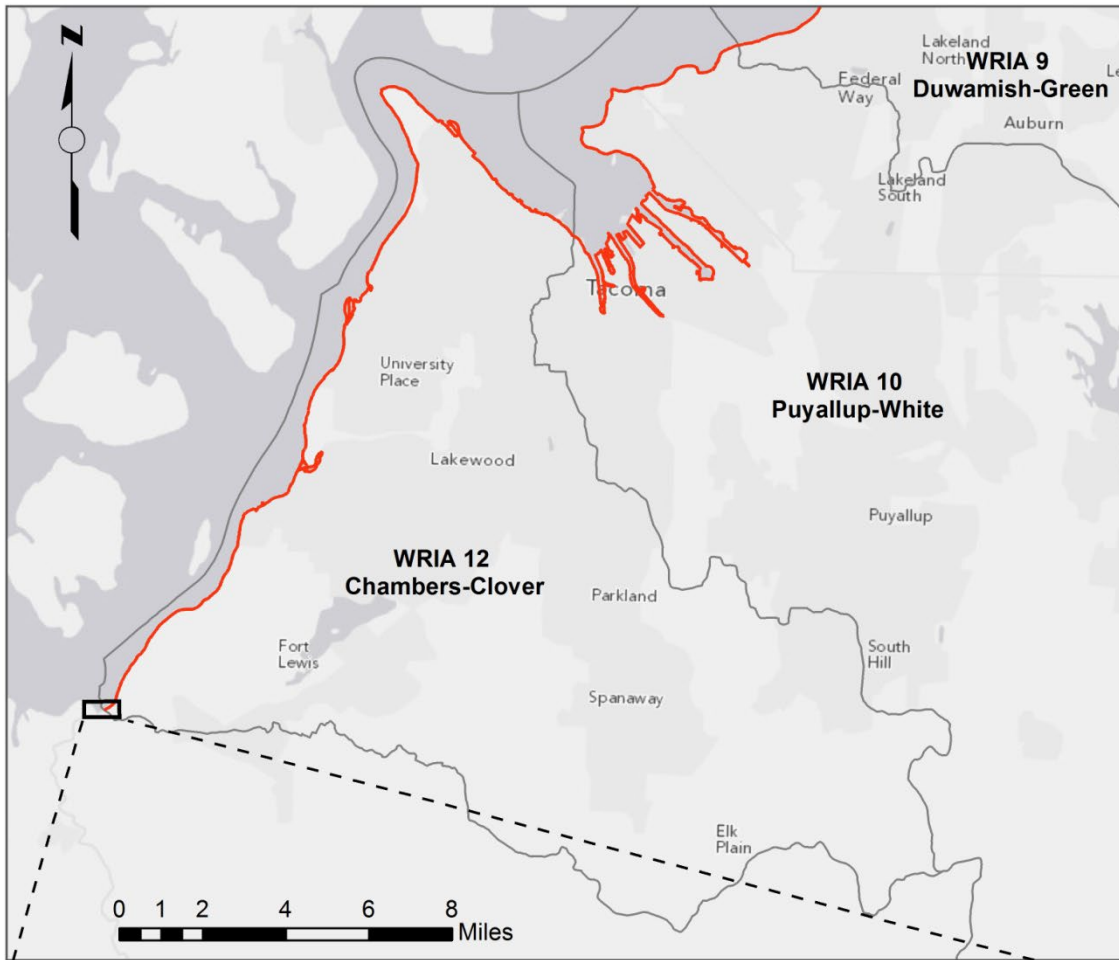 N
Lakeland
North
WRIA 9
Duwamish-Green
Le
Federal
Way
Auburn
Lakeland
South
Tacoma
University
Place
WRIA 10
Puyallup-White
Lakewood
Puyallup
WRIA 12
Chambers-Clover
Parkland
Fort
Lewis
South
Hill
Spanaway
Elk
Plain
0 1 2 4 6 8
Miles